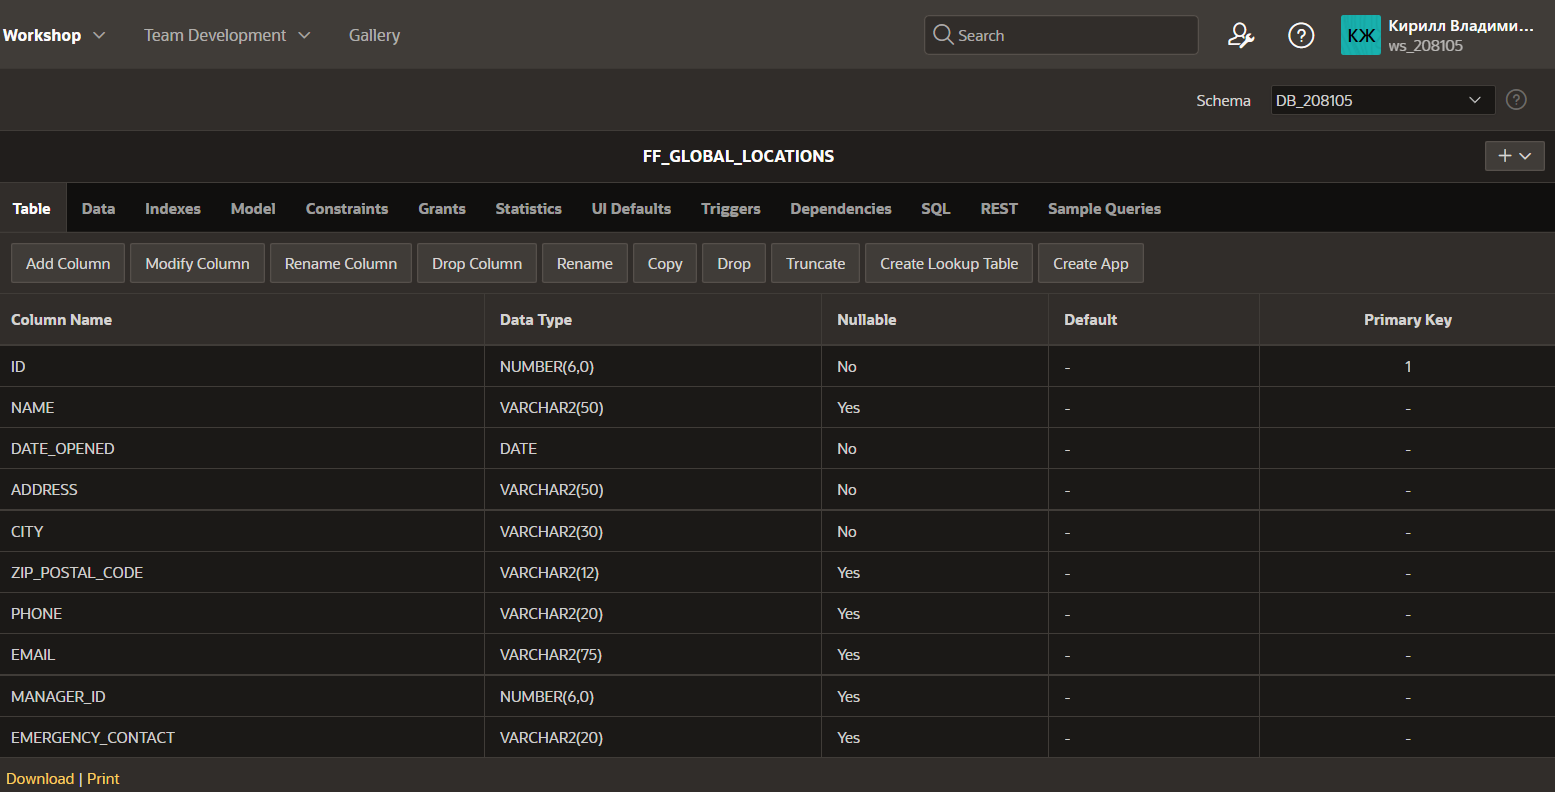 Workshop Team Development Gallery Search КЖ Кирилл Владими...
ws_208105
Schema DB_208105
FF_GLOBAL_LOCATIONS
Table Data Indexes Model Constraints Grants Statistics UI Defaults Triggers Dependencies SQL REST Sample Queries
Add Column Modify Column Rename Column Drop Column Rename Copy Drop Truncate Create Lookup Table Create App
Column Name Data Type Nullable Default Primary Key
ID NUMBER(6,0) No - 1
NAME VARCHAR2(50) Yes - -
DATE_OPENED DATE No - -
ADDRESS VARCHAR2(50) No - -
CITY VARCHAR2(30) No - -
ZIP_POSTAL_CODE VARCHAR2(12) Yes - -
PHONE VARCHAR2(20) Yes - -
EMAIL VARCHAR2(75) Yes - -
MANAGER_ID NUMBER(6,0) Yes - -
EMERGENCY_CONTACT VARCHAR2(20) Yes - -
Download | Print